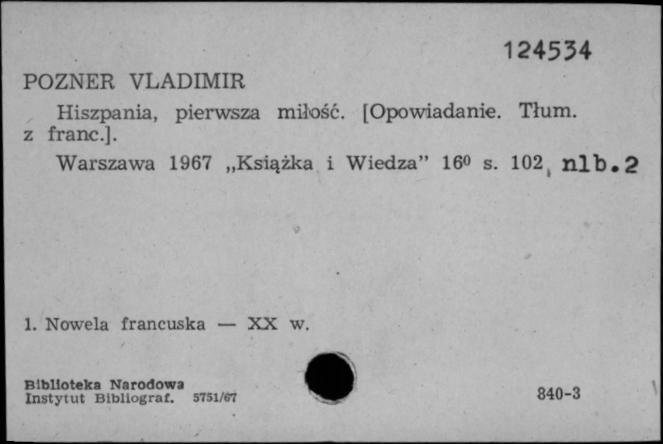 124534
POZNER VLADIMIR
Hiszpania, pierwsza miłość. [Opowiadanie. Tłum.
z franc.].
Warszawa 1967 „Książka i Wiedza” 16⁰ s. 102, nlb.2
1. Nowela francuska — XX w.
Biblioteka Narodowa
Instytut Bibliograf. 5751/67
840-3